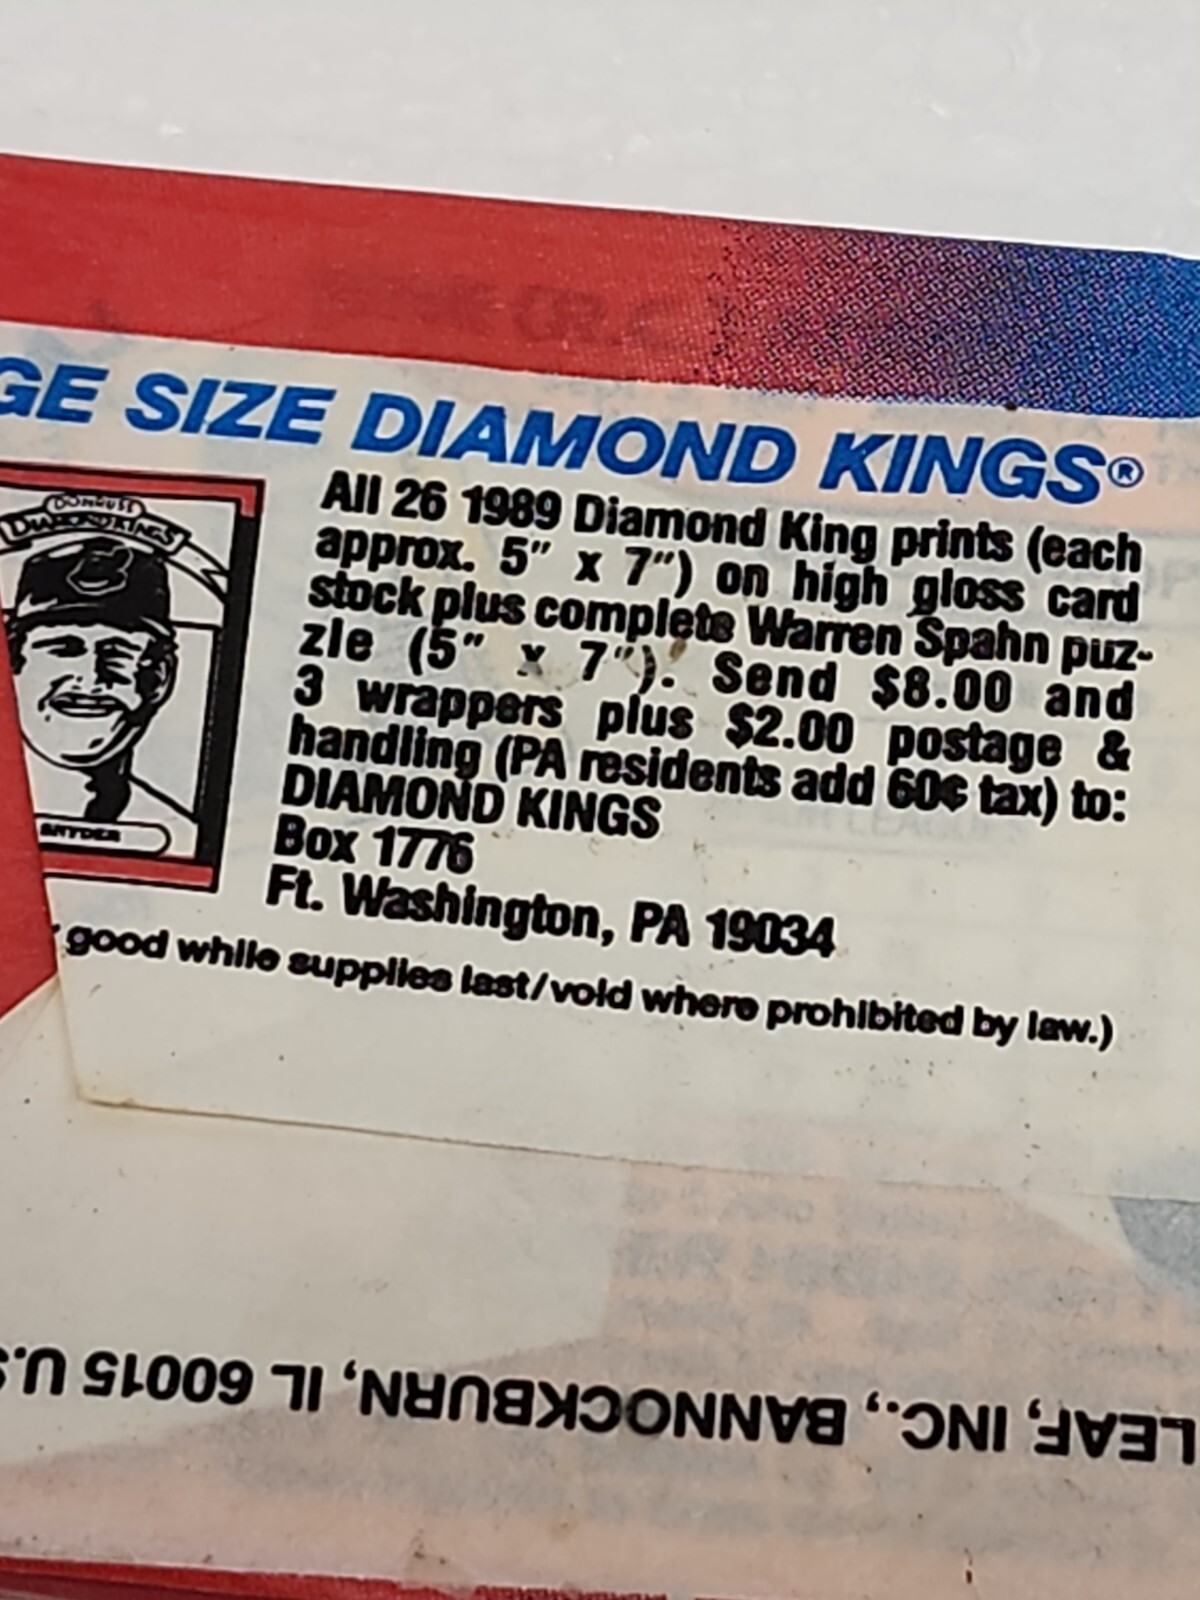 GE SIZE DIAMOND KINGS®
DONRUSS
DIAMOND KINGS
SNYDER
All 26 1989 Diamond King prints (each
approx. 5" x 7") on high gloss card
stock plus complete Warren Spahn puz-
zle (5" x 7"). Send $8.00 and
3 wrappers plus $2.00 postage &
handling (PA residents add 60¢ tax) to:
DIAMOND KINGS
Box 1776
Ft. Washington, PA 19034
good while supplies last/void where prohibited by law.)
LEAF, INC., BANNOCKBURN, IL 60015 U.S